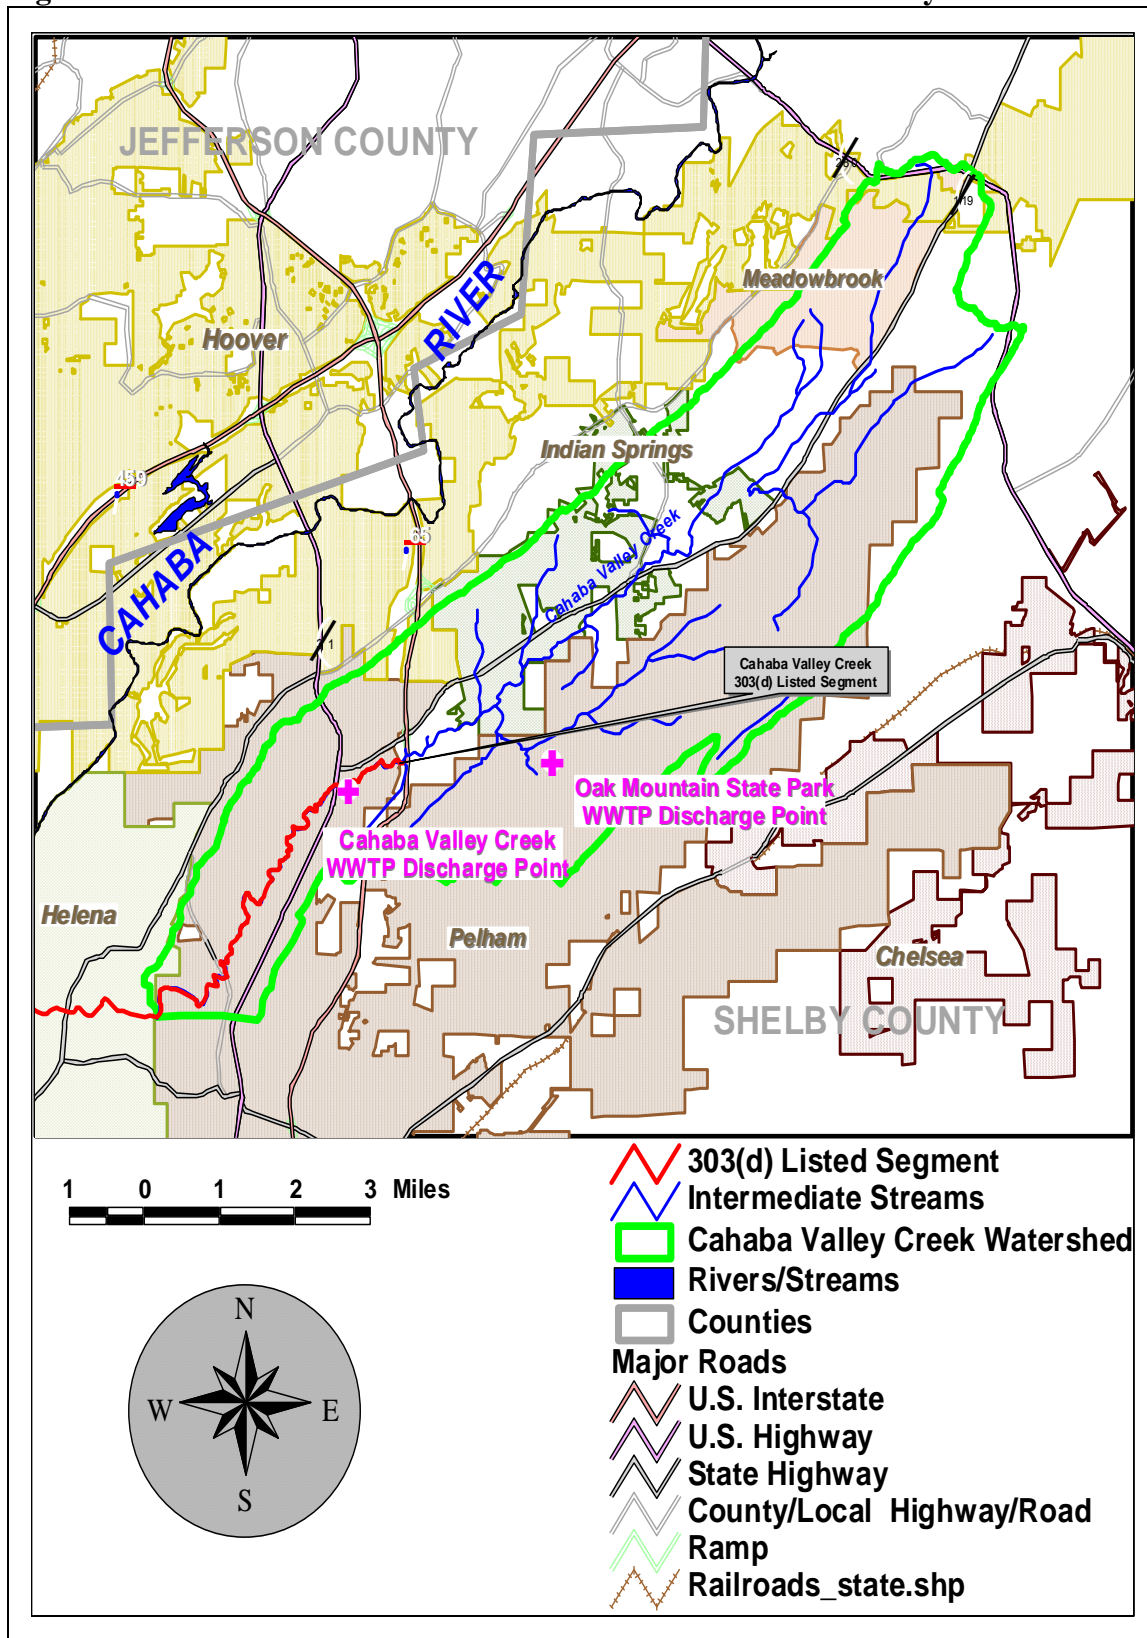 JEFFERSON COUNTY
280
119
Meadowbrook
RIVER
Hoover
Indian Springs
459
65
Cahaba Valley Creek
CAHABA
Cahaba Valley Creek
303(d) Listed Segment
Oak Mountain State Park
WWTP Discharge Point
Cahaba Valley Creek
WWTP Discharge Point
Helena
Pelham
Chelsea
SHELBY COUNTY
1 0 1 2 3 Miles
N
W E
S
303(d) Listed Segment
Intermediate Streams
Cahaba Valley Creek Watershed
Rivers/Streams
Counties
Major Roads
U.S. Interstate
U.S. Highway
State Highway
County/Local Highway/Road
Ramp
Railroads_state.shp